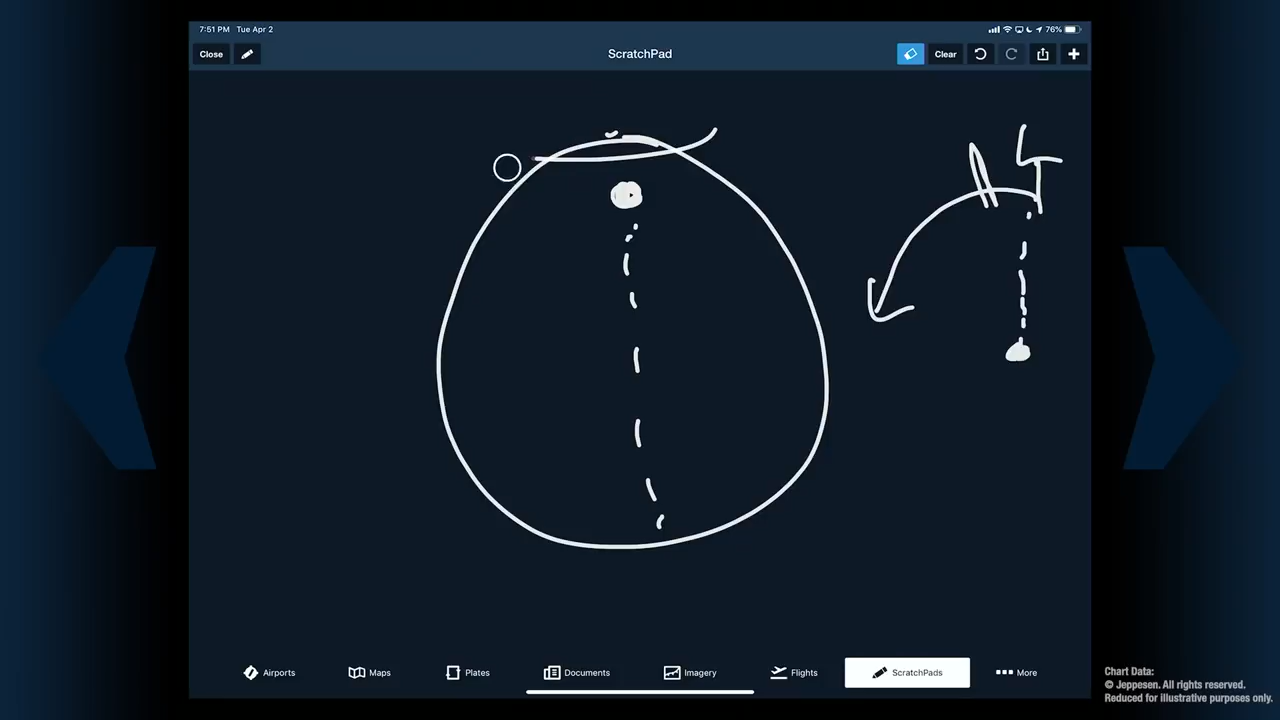 7:51 PM Tue Apr 2
76%
Close
ScratchPad
Clear
Airports
Maps
Plates
Documents
Imagery
Flights
ScratchPads
More
Chart Data:
© Jeppesen. All rights reserved.
Reduced for illustrative purposes only.